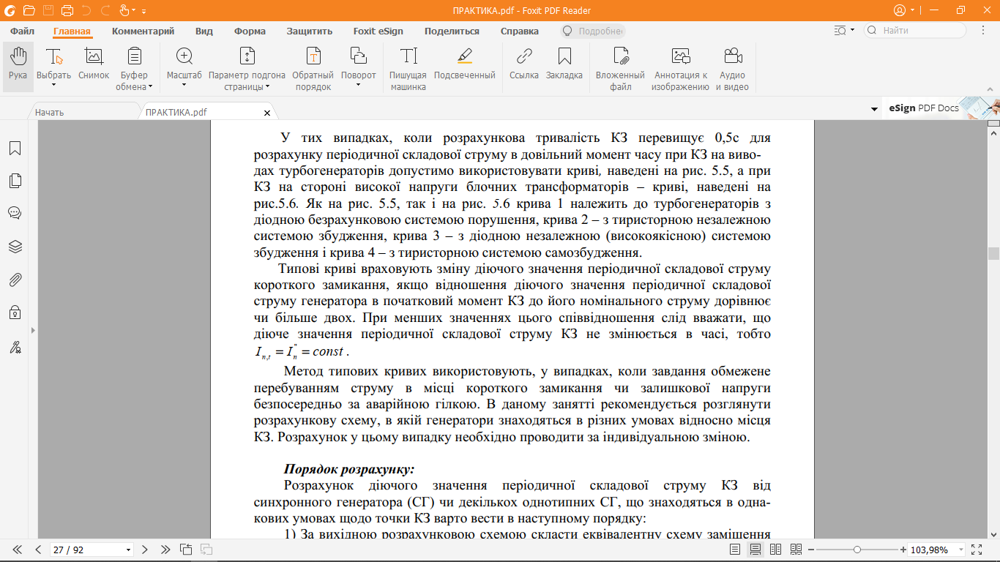 ПРАКТИКА.pdf - Foxit PDF Reader
Файл Главная Комментарий Вид Форма Защитить Foxit eSign Поделиться Справка Подробнее Найти
Рука Выбрать Снимок Буфер обмена Масштаб Параметр подгона страницы Обратный порядок Поворот Пишущая машинка Подсвеченный Ссылка Закладка Вложенный файл Аннотация к изображению Аудио и видео
Начать ПРАКТИКА.pdf eSign PDF Docs
У тих випадках, коли розрахункова тривалість КЗ перевищує 0,5с для
розрахунку періодичної складової струму в довільний момент часу при КЗ на виво-
дах турбогенераторів допустимо використовувати криві, наведені на рис. 5.5, а при
КЗ на стороні високої напруги блочних трансформаторів – криві, наведені на
рис.5.6. Як на рис. 5.5, так і на рис. 5.6 крива 1 належить до турбогенераторів з
діодною безрахунковою системою порушення, крива 2 – з тиристорною незалежною
системою збудження, крива 3 – з діодною незалежною (високоякісною) системою
збудження і крива 4 – з тиристорною системою самозбудження.
Типові криві враховують зміну діючого значення періодичної складової струму
короткого замикання, якщо відношення діючого значення періодичної складової
струму генератора в початковий момент КЗ до його номінального струму дорівнює
чи більше двох. При менших значеннях цього співвідношення слід вважати, що
діюче значення періодичної складової струму КЗ не змінюється в часі, тобто
I n,t = I n " = const .
Метод типових кривих використовують, у випадках, коли завдання обмежене
перебуванням струму в місці короткого замикання чи залишкової напруги
безпосередньо за аварійною гілкою. В даному занятті рекомендується розглянути
розрахункову схему, в якій генератори знаходяться в різних умовах відносно місця
КЗ. Розрахунок у цьому випадку необхідно проводити за індивідуальною зміною.
Порядок розрахунку:
Розрахунок діючого значення періодичної складової струму КЗ від
синхронного генератора (СГ) чи декількох однотипних СГ, що знаходяться в одна-
кових умовах щодо точки КЗ варто вести в наступному порядку:
1) За вихідною розрахунковою схемою скласти еквівалентну схему заміщення
27 / 92 103,98%